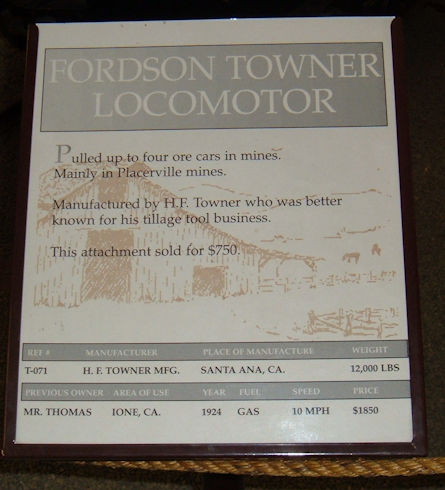 FORDSON TOWNER
LOCOMOTOR
Pulled up to four ore cars in mines.
Mainly in Placerville mines.
Manufactured by H.F. Towner who was better
known for his tillage tool business.
This attachment sold for $750.
REF # MANUFACTURER PLACE OF MANUFACTURE WEIGHT
T-071 H. F. TOWNER MFG. SANTA ANA, CA. 12,000 LBS
PREVIOUS OWNER AREA OF USE YEAR FUEL SPEED PRICE
MR. THOMAS IONE, CA. 1924 GAS 10 MPH $1850